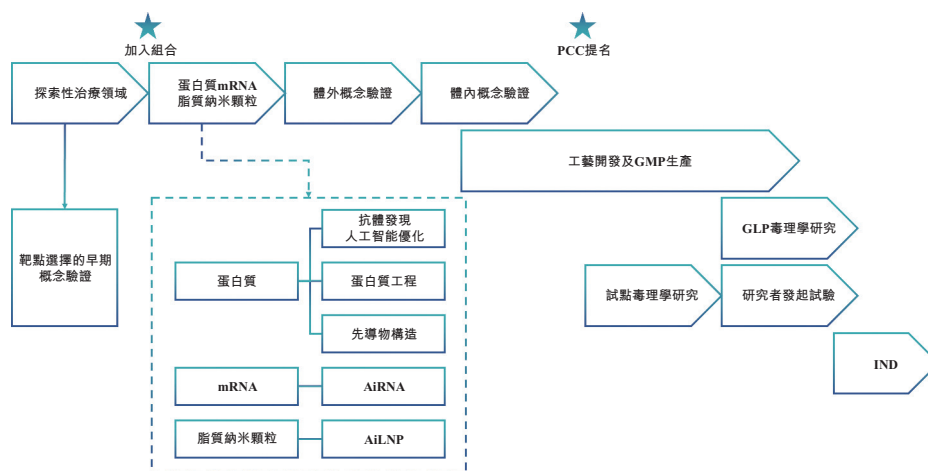 加入組合
PCC提名
探索性治療領域
蛋白質mRNA
脂質納米顆粒
體外概念驗證
體內概念驗證
工藝開發及GMP生產
靶點選擇的早期
概念驗證
蛋白質
抗體發現
人工智能優化
蛋白質工程
先導物構造
mRNA
AiRNA
脂質納米顆粒
AiLNP
GLP毒理學研究
試點毒理學研究
研究者發起試驗
IND